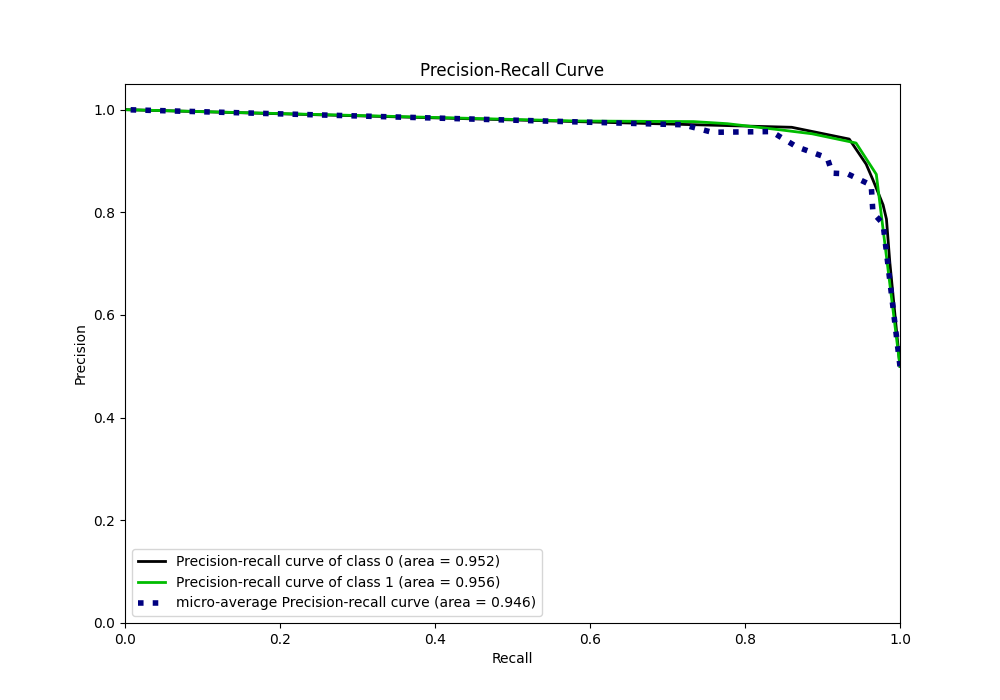 Precision-Recall Curve
1.0
0.8
0.6
0.4
0.2
0.0
Precision
Precision-recall curve of class 0 (area = 0.952)
Precision-recall curve of class 1 (area = 0.956)
micro-average Precision-recall curve (area = 0.946)
0.0 0.2 0.4 0.6 0.8 1.0
Recall